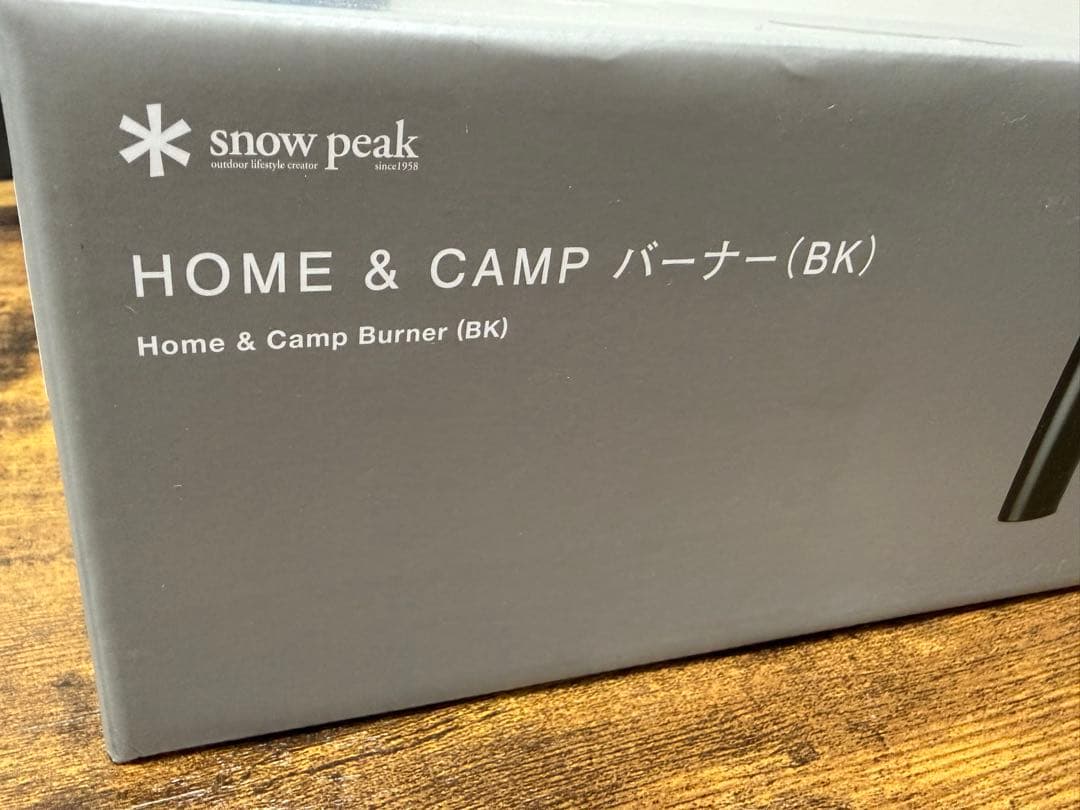 snow peak
outdoor lifestyle creator since1958
HOME & CAMP バーナー(BK)
Home & Camp Burner (BK)